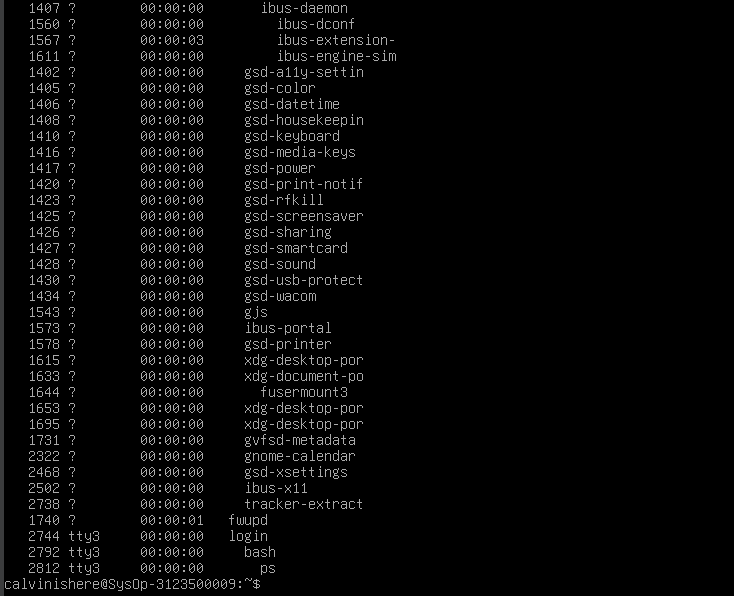 1407 ? 00:00:00 ibus-daemon
1560 ? 00:00:00 ibus-dconf
1567 ? 00:00:03 ibus-extension-
1611 ? 00:00:00 ibus-engine-sim
1402 ? 00:00:00 gsd-a11y-settin
1405 ? 00:00:00 gsd-color
1406 ? 00:00:00 gsd-datetime
1408 ? 00:00:00 gsd-housekeepin
1410 ? 00:00:00 gsd-keyboard
1416 ? 00:00:00 gsd-media-keys
1417 ? 00:00:00 gsd-power
1420 ? 00:00:00 gsd-print-notif
1423 ? 00:00:00 gsd-rfkill
1425 ? 00:00:00 gsd-screensaver
1426 ? 00:00:00 gsd-sharing
1427 ? 00:00:00 gsd-smartcard
1428 ? 00:00:00 gsd-sound
1430 ? 00:00:00 gsd-usb-protect
1434 ? 00:00:00 gsd-wacom
1543 ? 00:00:00 gjs
1573 ? 00:00:00 ibus-portal
1578 ? 00:00:00 gsd-printer
1615 ? 00:00:00 xdg-desktop-por
1633 ? 00:00:00 xdg-document-po
1644 ? 00:00:00 fusermount3
1653 ? 00:00:00 xdg-desktop-por
1695 ? 00:00:00 xdg-desktop-por
1731 ? 00:00:00 gvfsd-metadata
2322 ? 00:00:00 gnome-calendar
2468 ? 00:00:00 gsd-xsettings
2502 ? 00:00:00 ibus-x11
2738 ? 00:00:00 tracker-extract
1740 ? 00:00:01 fwupd
2744 tty3 00:00:00 login
2792 tty3 00:00:00 bash
2812 tty3 00:00:00 ps
calvinishere@SysOp-3123500009:~$